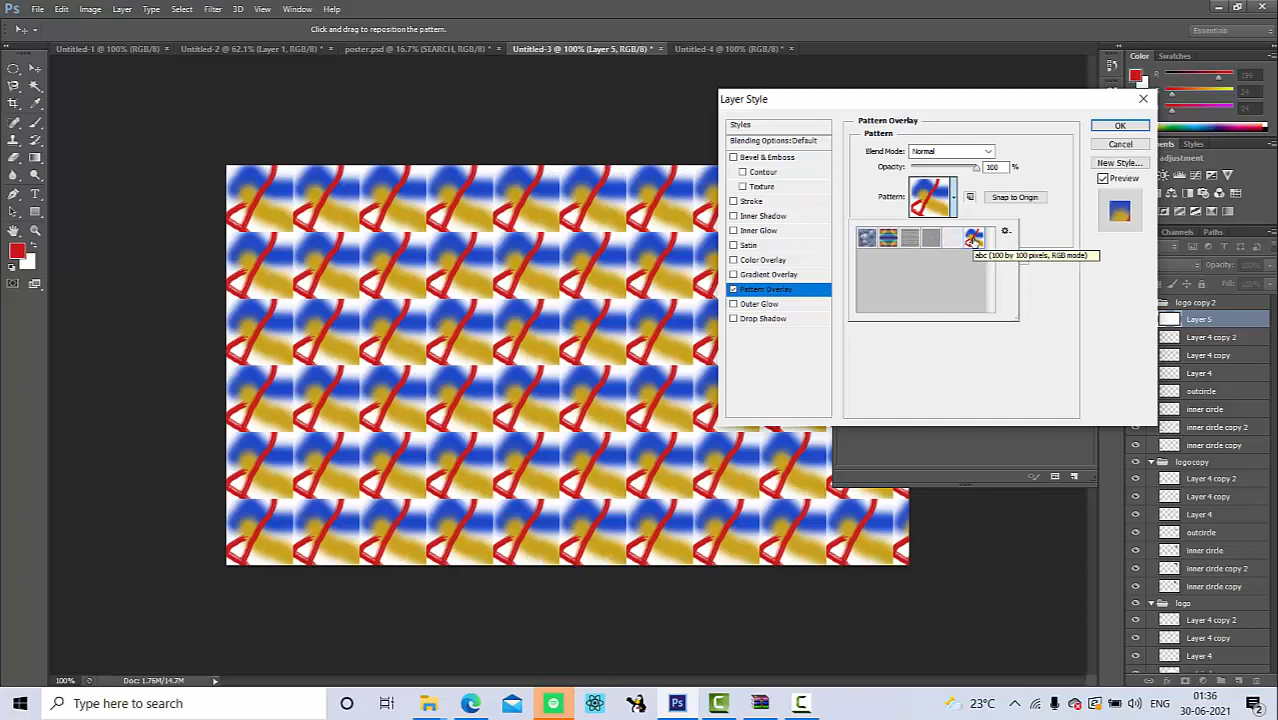 Ps File Edit Image Layer Type Select Filter 3D View Window Help
Click and drag to reposition the pattern. Essentials
Untitled-1 @ 100% (RGB/8) × Untitled-2 @ 62.1% (Layer 1, RGB/8) * × poster.psd @ 16.7% (SEARCH, RGB/8) * × Untitled-3 @ 100% (Layer 5, RGB/8) * × Untitled-4 @ 100% (RGB/8) * ×
Color Swatches
R 199
24
24
Layer Style
Styles
Blending Options:Default
Bevel & Emboss
Contour
Texture
Stroke
Inner Shadow
Inner Glow
Satin
Color Overlay
Gradient Overlay
Pattern Overlay
Outer Glow
Drop Shadow
Pattern Overlay
Pattern
Blend Mode: Normal
Opacity: 100 %
Pattern: Snap to Origin
abc (100 by 100 pixels, RGB mode)
OK
Cancel
New Style...
Preview
Styles
adjustment
Channels Paths
Opacity: 100%
Fill: 100%
logo copy 2
Layer 5
Layer 4 copy 2
Layer 4 copy
Layer 4
outcircle
inner circle
inner circle copy 2
inner circle copy
logo copy
Layer 4 copy 2
Layer 4 copy
Layer 4
outcircle
inner circle
inner circle copy 2
inner circle copy
logo
Layer 4 copy 2
Layer 4 copy
Layer 4
100% Doc: 1.76M/14.7M
Type here to search
23°C ENG 01:36
30-06-2021 2